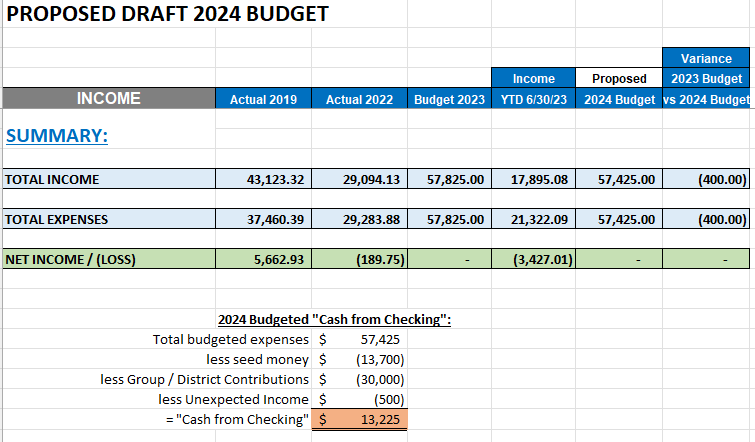 PROPOSED DRAFT 2024 BUDGET
Variance
Income Proposed 2023 Budget
INCOME Actual 2019 Actual 2022 Budget 2023 YTD 6/30/23 2024 Budget vs 2024 Budget
SUMMARY:
TOTAL INCOME 43,123.32 29,094.13 57,825.00 17,895.08 57,425.00 (400.00)
TOTAL EXPENSES 37,460.39 29,283.88 57,825.00 21,322.09 57,425.00 (400.00)
NET INCOME / (LOSS) 5,662.93 (189.75) - (3,427.01) - -
2024 Budgeted "Cash from Checking":
Total budgeted expenses $ 57,425
less seed money $ (13,700)
less Group / District Contributions $ (30,000)
less Unexpected Income $ (500)
= "Cash from Checking" $ 13,225